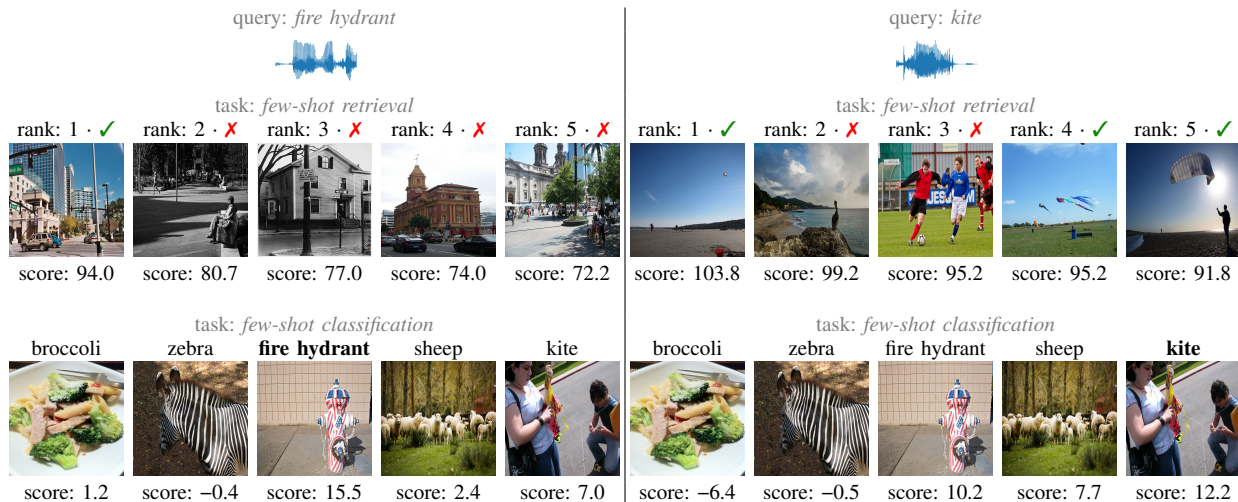 query: fire hydrant
task: few-shot retrieval
rank: 1 · ✓ rank: 2 · ✗ rank: 3 · ✗ rank: 4 · ✗ rank: 5 · ✗
score: 94.0 score: 80.7 score: 77.0 score: 74.0 score: 72.2
task: few-shot classification
broccoli zebra fire hydrant sheep kite
score: 1.2 score: −0.4 score: 15.5 score: 2.4 score: 7.0
query: kite
task: few-shot retrieval
rank: 1 · ✓ rank: 2 · ✗ rank: 3 · ✗ rank: 4 · ✓ rank: 5 · ✓
score: 103.8 score: 99.2 score: 95.2 score: 95.2 score: 91.8
task: few-shot classification
broccoli zebra fire hydrant sheep kite
score: −6.4 score: −0.5 score: 10.2 score: 7.7 score: 12.2